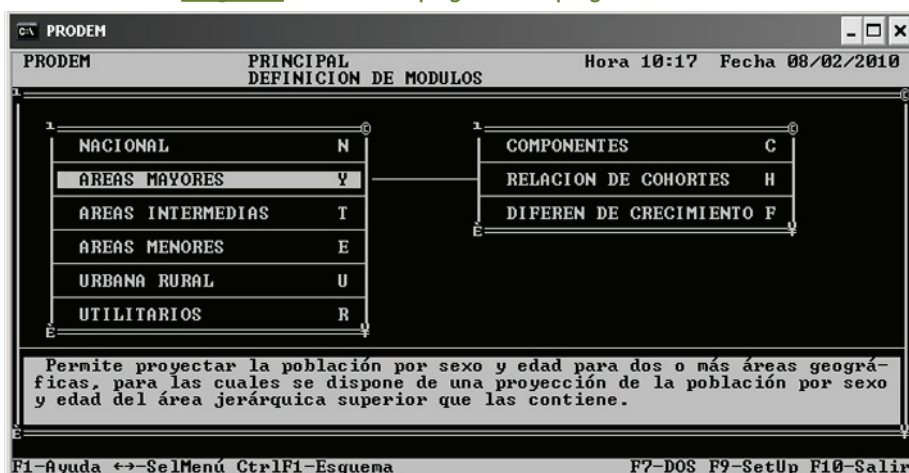 PRODEM
PRODEM PRINCIPAL Hora 10:17 Fecha 08/02/2010
DEFINICION DE MODULOS
NACIONAL N
AREAS MAYORES Y
AREAS INTERMEDIAS T
AREAS MENORES E
URBANA RURAL U
UTILITARIOS R
COMPONENTES C
RELACION DE COHORTES H
DIFEREN DE CRECIMIENTO F
Permite proyectar la población por sexo y edad para dos o más áreas geográ-
ficas, para las cuales se dispone de una proyección de la población por sexo
y edad del área jerárquica superior que las contiene.
F1-Ayuda ↔-SelMenú CtrlF1-Esquema F7-DOS F9-SetUp F10-Salir